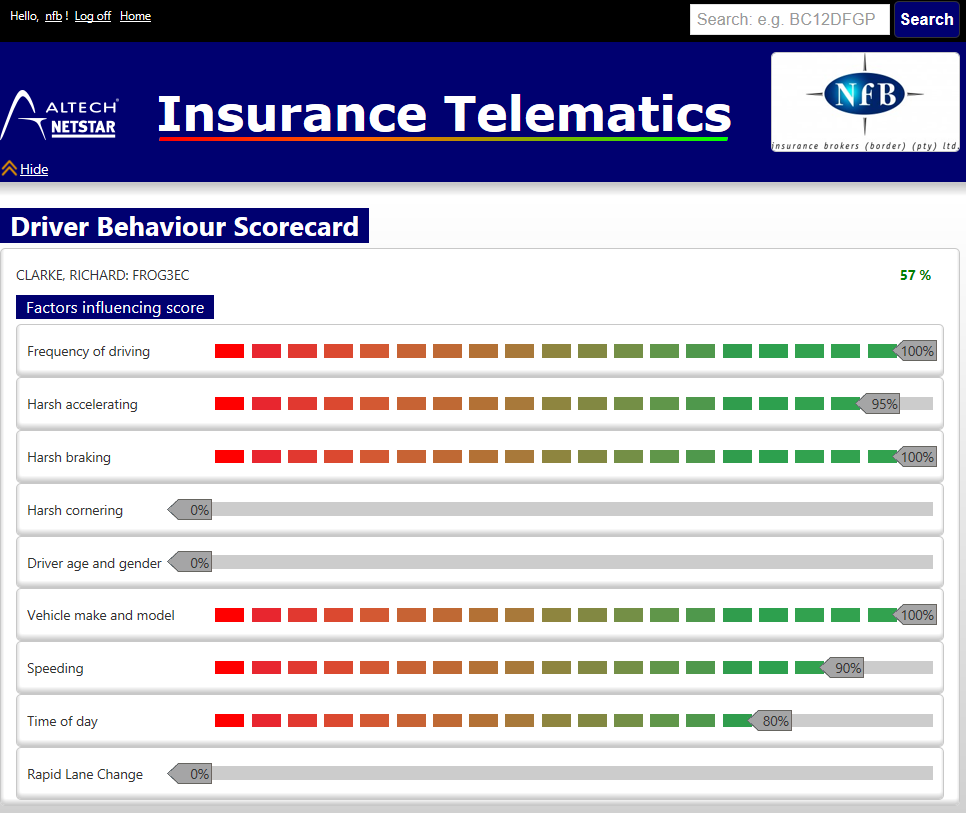 Hello, nfb ! Log off Home
Search: e.g. BC12DFGP Search
ALTECH®
NETSTAR
Insurance Telematics
NFB
insurance brokers (border) (pty) ltd.
Hide
Driver Behaviour Scorecard
CLARKE, RICHARD: FROG3EC 57 %
Factors influencing score
Frequency of driving 100%
Harsh accelerating 95%
Harsh braking 100%
Harsh cornering 0%
Driver age and gender 0%
Vehicle make and model 100%
Speeding 90%
Time of day 80%
Rapid Lane Change 0%